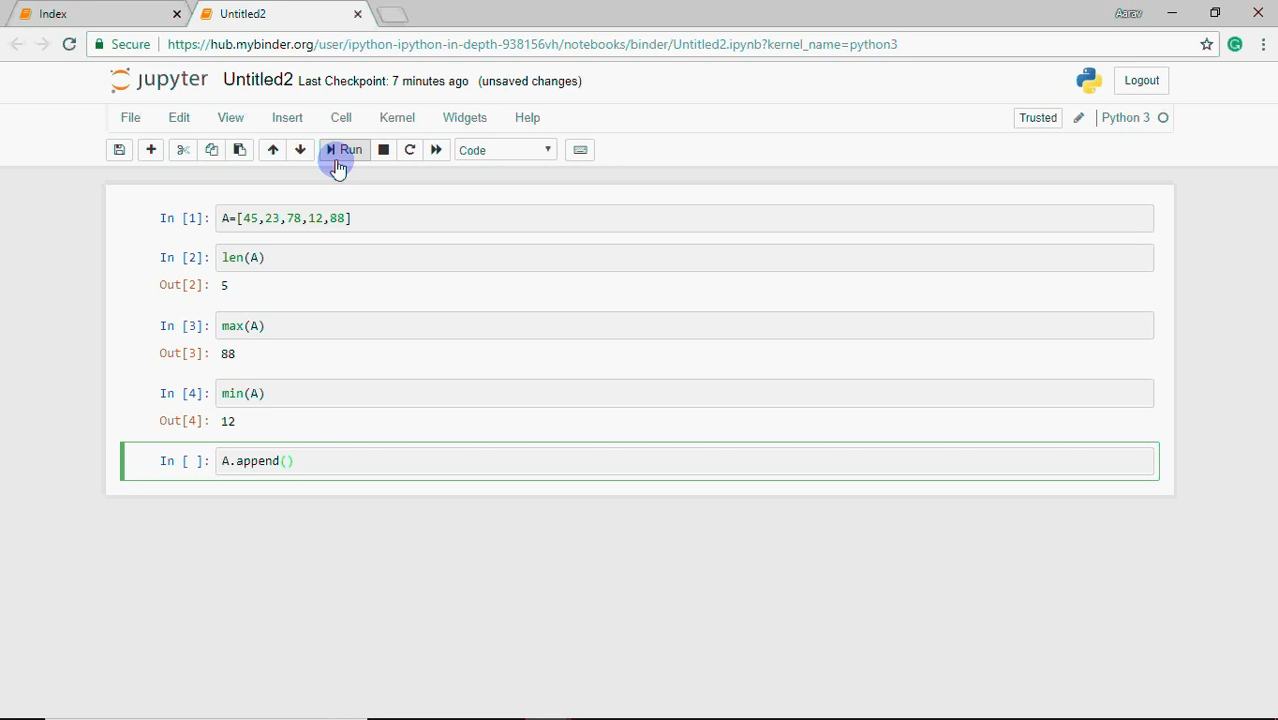 Index
Untitled2
Aarav
Secure https://hub.mybinder.org/user/ipython-ipython-in-depth-938156vh/notebooks/binder/Untitled2.ipynb?kernel_name=python3
jupyter Untitled2 Last Checkpoint: 7 minutes ago (unsaved changes) Logout
File Edit View Insert Cell Kernel Widgets Help Trusted Python 3
Run Code
In [1]: A=[45,23,78,12,88]
In [2]: len(A)
Out[2]: 5
In [3]: max(A)
Out[3]: 88
In [4]: min(A)
Out[4]: 12
In [ ]: A.append()